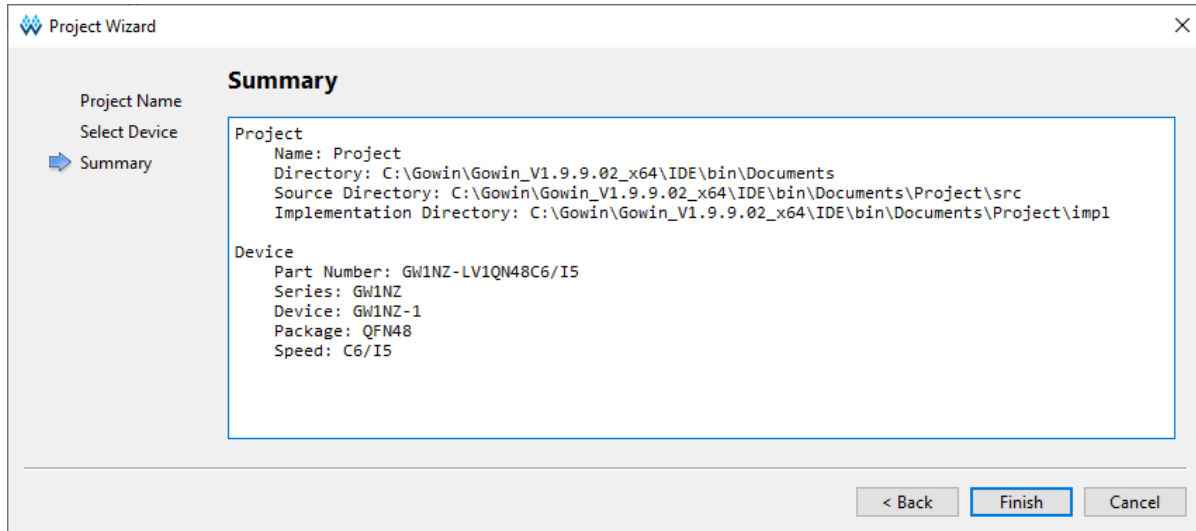 Project Wizard
Project Name
Select Device
Summary
Summary
Project
Name: Project
Directory: C:\Gowin\Gowin_V1.9.9.02_x64\IDE\bin\Documents
Source Directory: C:\Gowin\Gowin_V1.9.9.02_x64\IDE\bin\Documents\Project\src
Implementation Directory: C:\Gowin\Gowin_V1.9.9.02_x64\IDE\bin\Documents\Project\impl
Device
Part Number: GW1NZ-LV1QN48C6/I5
Series: GW1NZ
Device: GW1NZ-1
Package: QFN48
Speed: C6/I5
< Back
Finish
Cancel